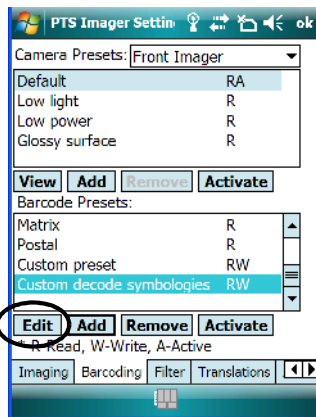 PTS Imager Settin ok
Camera Presets: Front Imager
Default RA
Low light R
Low power R
Glossy surface R
View Add Remove Activate
Barcode Presets:
Matrix R
Postal R
Custom preset RW
Custom decode symbologies RW
Edit Add Remove Activate
* R-Read, W-Write, A-Active
Imaging Barcoding Filter Translations